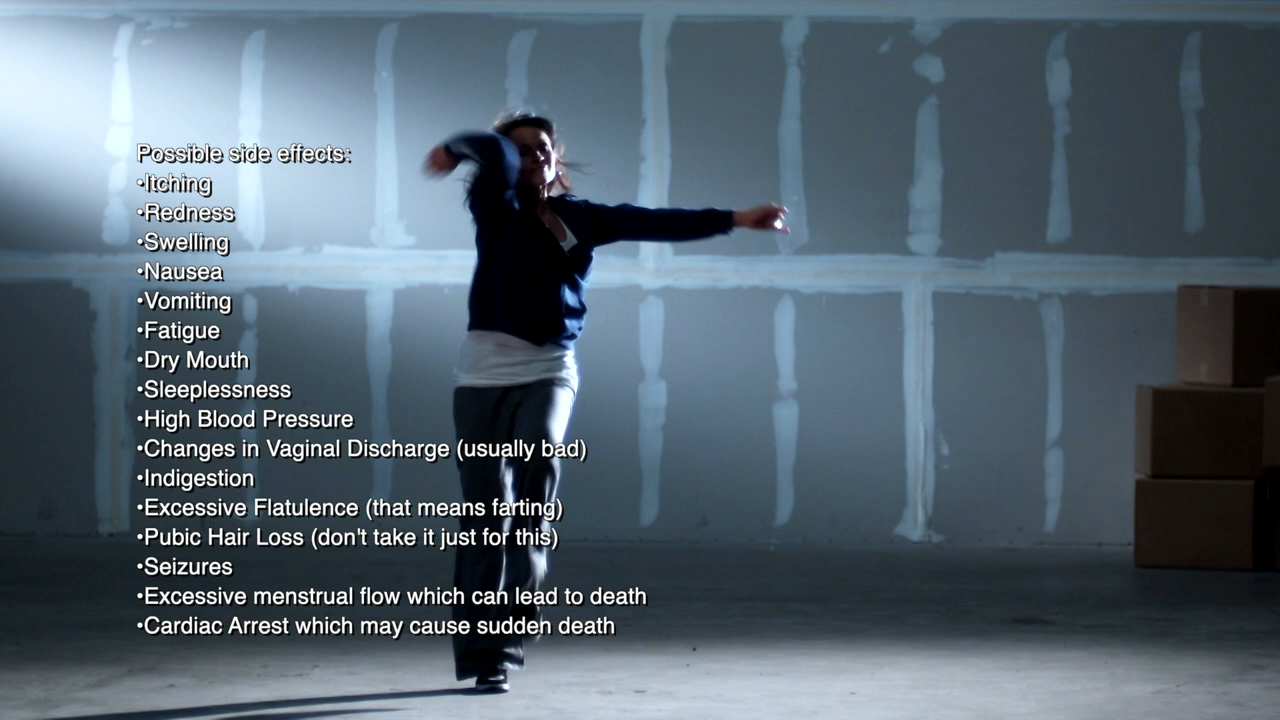 Possible side effects:
•Itching
•Redness
•Swelling
•Nausea
•Vomiting
•Fatigue
•Dry Mouth
•Sleeplessness
•High Blood Pressure
•Changes in Vaginal Discharge (usually bad)
•Indigestion
•Excessive Flatulence (that means farting)
•Pubic Hair Loss (don't take it just for this)
•Seizures
•Excessive menstrual flow which can lead to death
•Cardiac Arrest which may cause sudden death